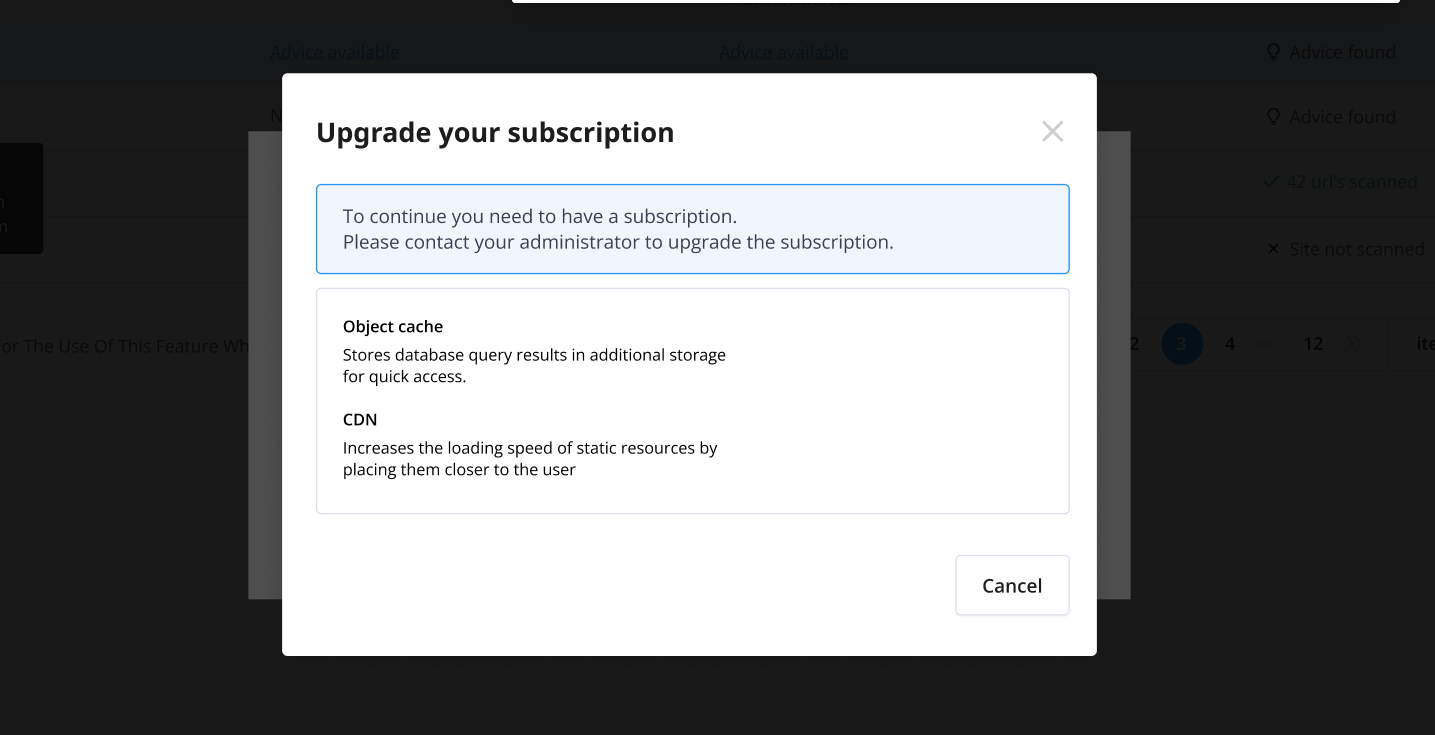 Advice available
Advice available
Advice found
Upgrade your subscription
Advice found
To continue you need to have a subscription.
Please contact your administrator to upgrade the subscription.
42 url's scanned
Site not scanned
Object cache
Stores database query results in additional storage
for quick access.
For The Use Of This Feature Wh
2 3 4 ... 12 >>
CDN
Increases the loading speed of static resources by
placing them closer to the user
Cancel